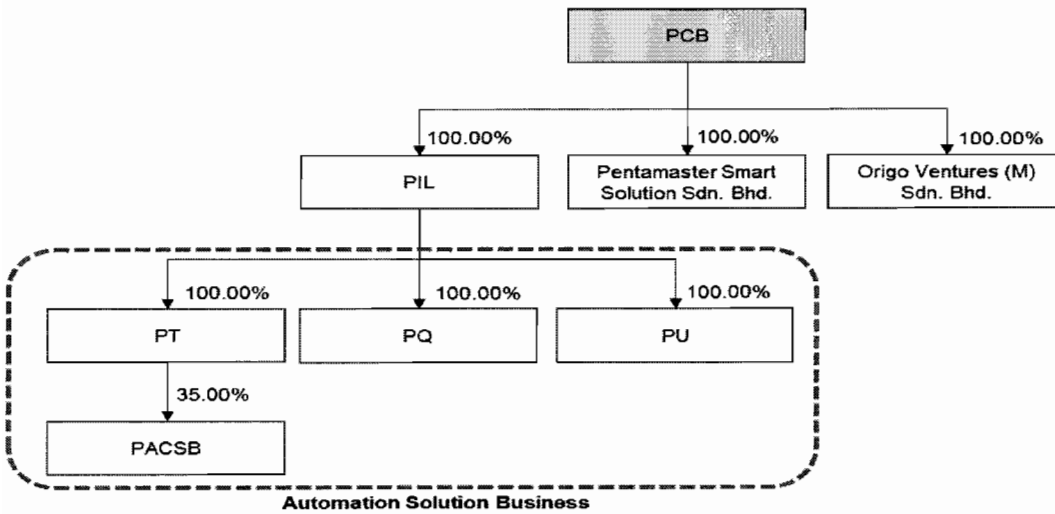 PCB
100.00%
100.00%
100.00%
PIL
Pentamaster Smart
Solution Sdn. Bhd.
Origo Ventures (M)
Sdn. Bhd.
100.00%
100.00%
100.00%
PT
PQ
PU
35.00%
PACSB
Automation Solution Business